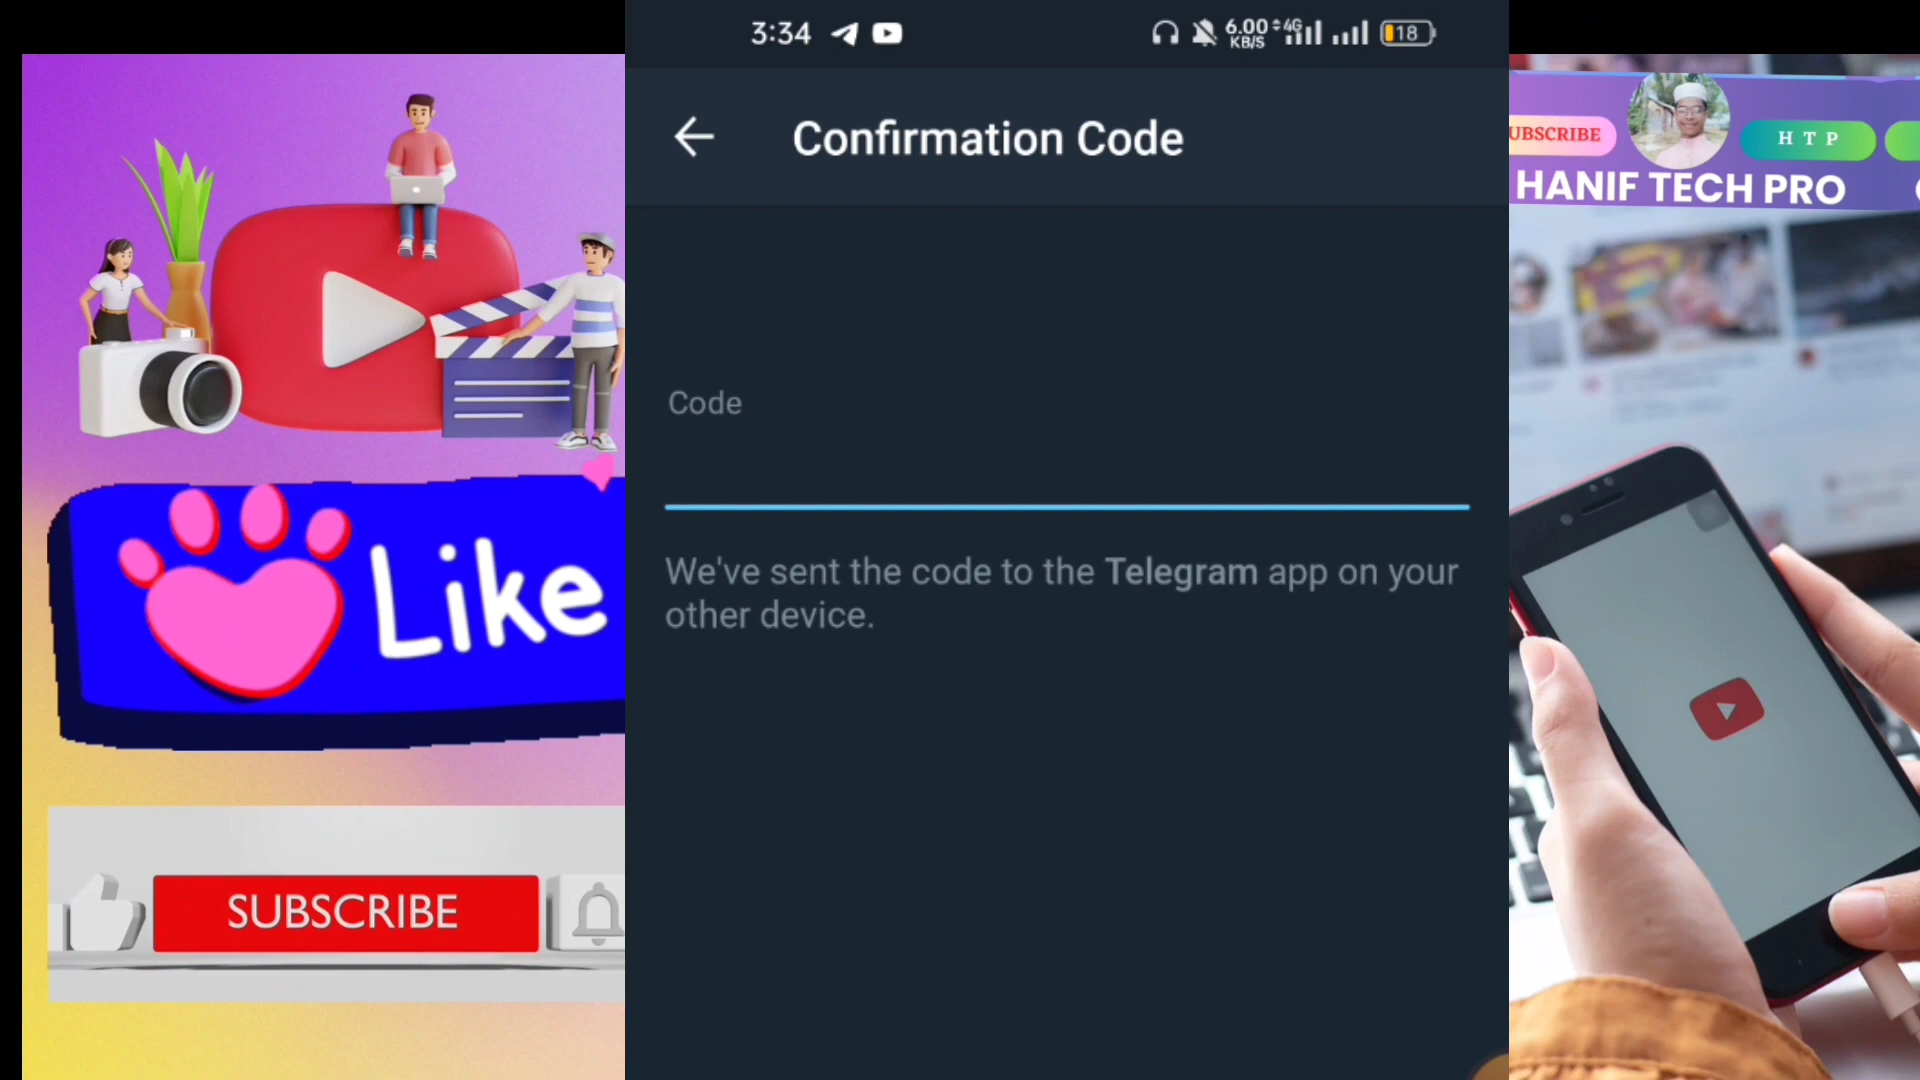 3:34
6.00
KB/S
4G
18
Confirmation Code
Code
We've sent the code to the Telegram app on your
other device.
Like
SUBSCRIBE
UBSCRIBE
H T P
HANIF TECH PRO